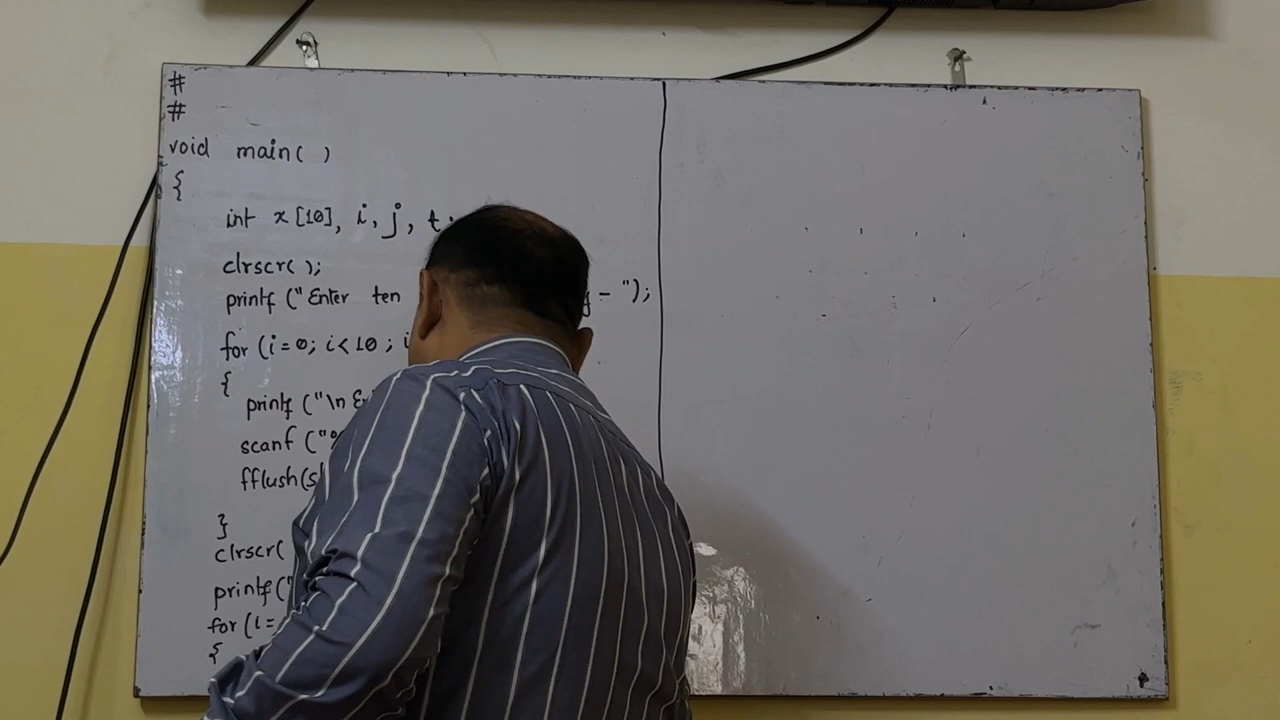 #
#
void main( )
{
int x [10], i, j, t;
clrscr( );
printf ("Enter ten - ");
for (i=0; i<10 ; i
{
printf ("\n
scanf ("%
fflush(s
}
clrscr(
printf ("
for (i=
{